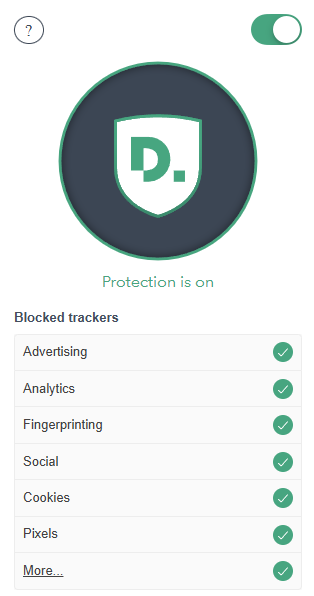 ?
D.
Protection is on
Blocked trackers
Advertising
Analytics
Fingerprinting
Social
Cookies
Pixels
More...